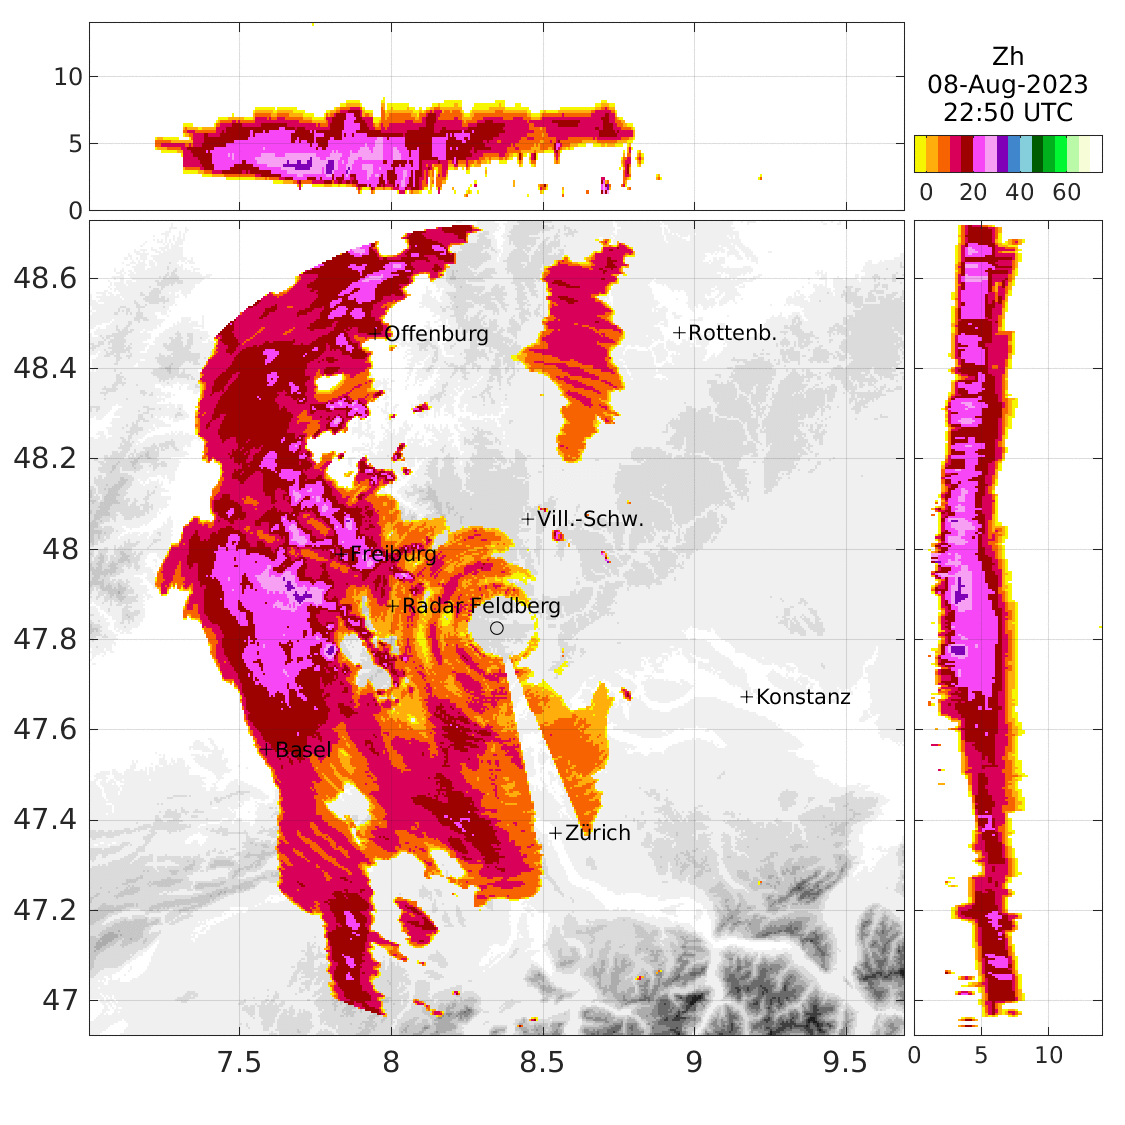 Zh
08-Aug-2023
22:50 UTC
0 20 40 60
10
5
0
48.6
48.4
48.2
48
47.8
47.6
47.4
47.2
47
+Offenburg
+Rottenb.
+Vill.-Schw.
+Freiburg
+Radar Feldberg
+Konstanz
+Basel
+Zürich
7.5 8 8.5 9 9.5
0 5 10